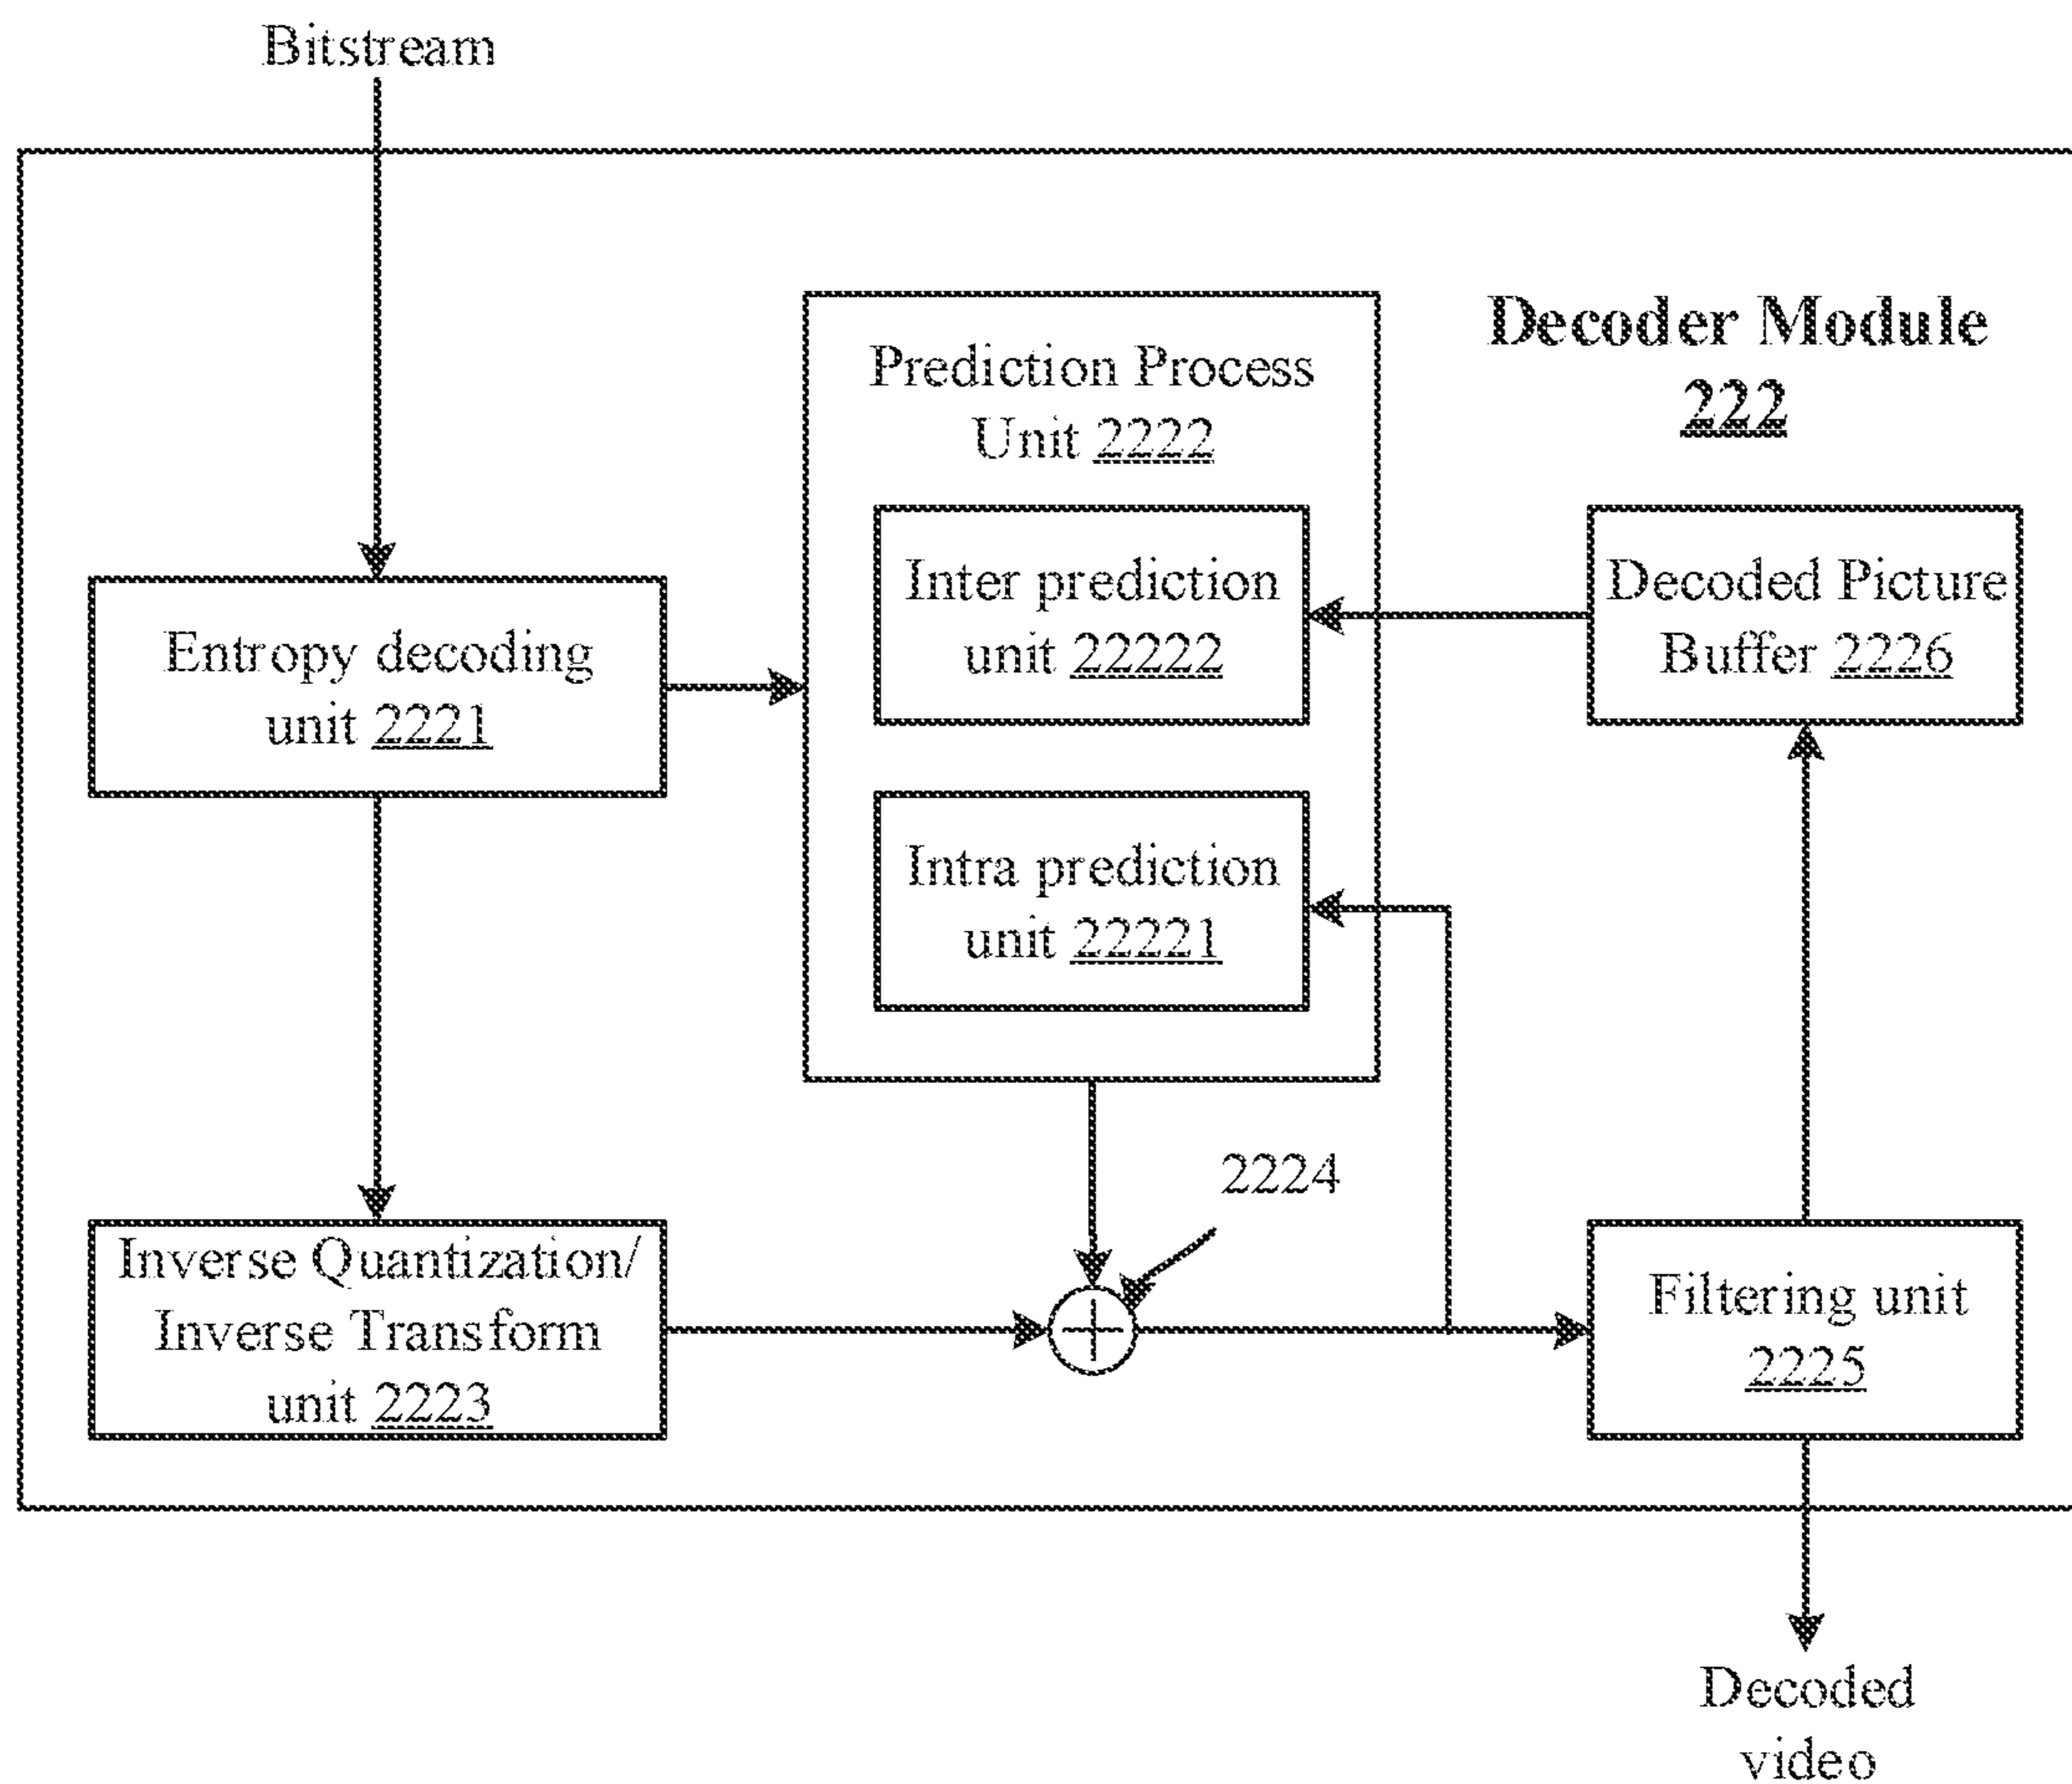 Bitstream
Decoder Module
222
Prediction Process
Unit 2222
Inter prediction
unit 22222
Decoded Picture
Buffer 2226
Entropy decoding
unit 2221
Intra prediction
unit 22221
2224
Inverse Quantization/
Inverse Transform
unit 2223
Filtering unit
2225
Decoded
video